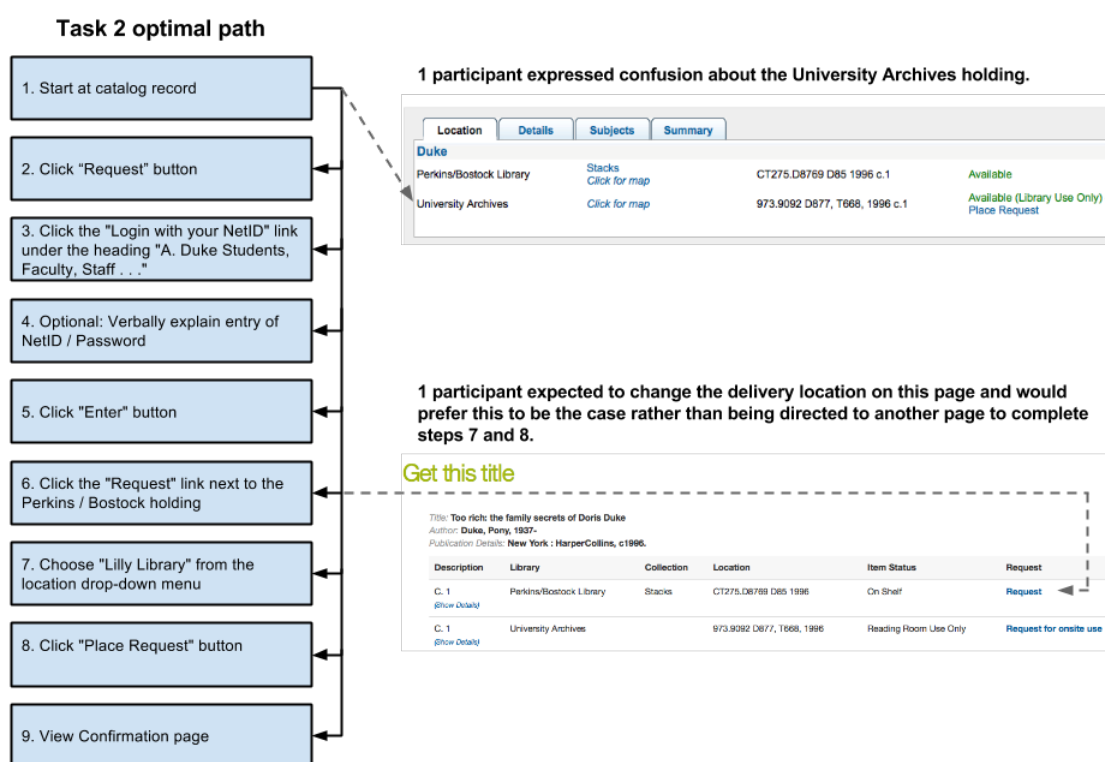 Task 2 optimal path
1. Start at catalog record
2. Click “Request” button
3. Click the "Login with your NetID" link
under the heading "A. Duke Students,
Faculty, Staff . . ."
4. Optional: Verbally explain entry of
NetID / Password
5. Click "Enter" button
6. Click the "Request" link next to the
Perkins / Bostock holding
7. Choose "Lilly Library" from the
location drop-down menu
8. Click "Place Request" button
9. View Confirmation page
1 participant expressed confusion about the University Archives holding.
Location Details Subjects Summary
Duke
Perkins/Bostock Library Stacks CT275.D8769 D85 1996 c.1 Available
Click for map
University Archives Click for map 973.9092 D877, T668, 1996 c.1 Available (Library Use Only)
Place Request
1 participant expected to change the delivery location on this page and would
prefer this to be the case rather than being directed to another page to complete
steps 7 and 8.
Get this title
Title: Too rich: the family secrets of Doris Duke
Author: Duke, Pony, 1937-
Publication Details: New York : HarperCollins, c1996.
Description Library Collection Location Item Status Request
C. 1 Perkins/Bostock Library Stacks CT275.D8769 D85 1996 On Shelf Request
(Show Details)
C. 1 University Archives 973.9092 D877, T668, 1996 Reading Room Use Only Request for onsite use
(Show Details)